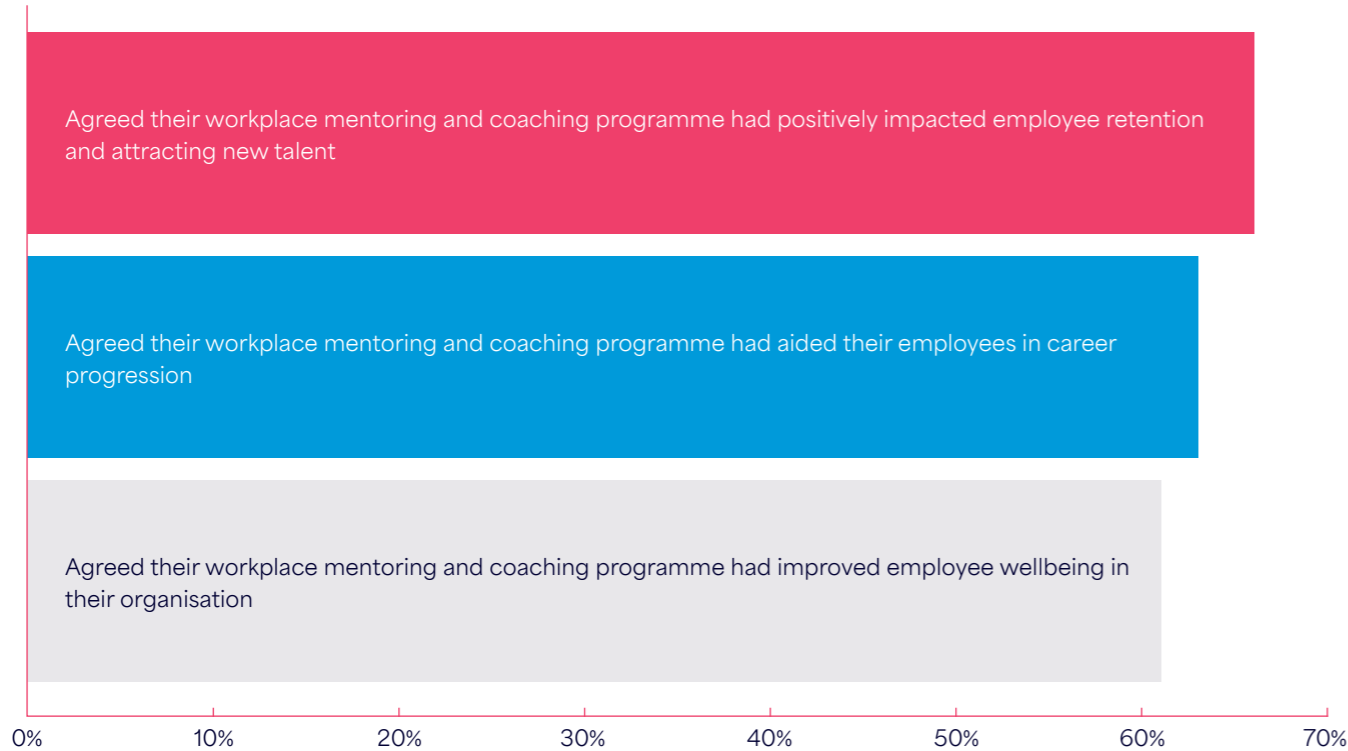 Agreed their workplace mentoring and coaching programme had positively impacted employee retention
and attracting new talent
Agreed their workplace mentoring and coaching programme had aided their employees in career
progression
Agreed their workplace mentoring and coaching programme had improved employee wellbeing in
their organisation
0% 10% 20% 30% 40% 50% 60% 70%